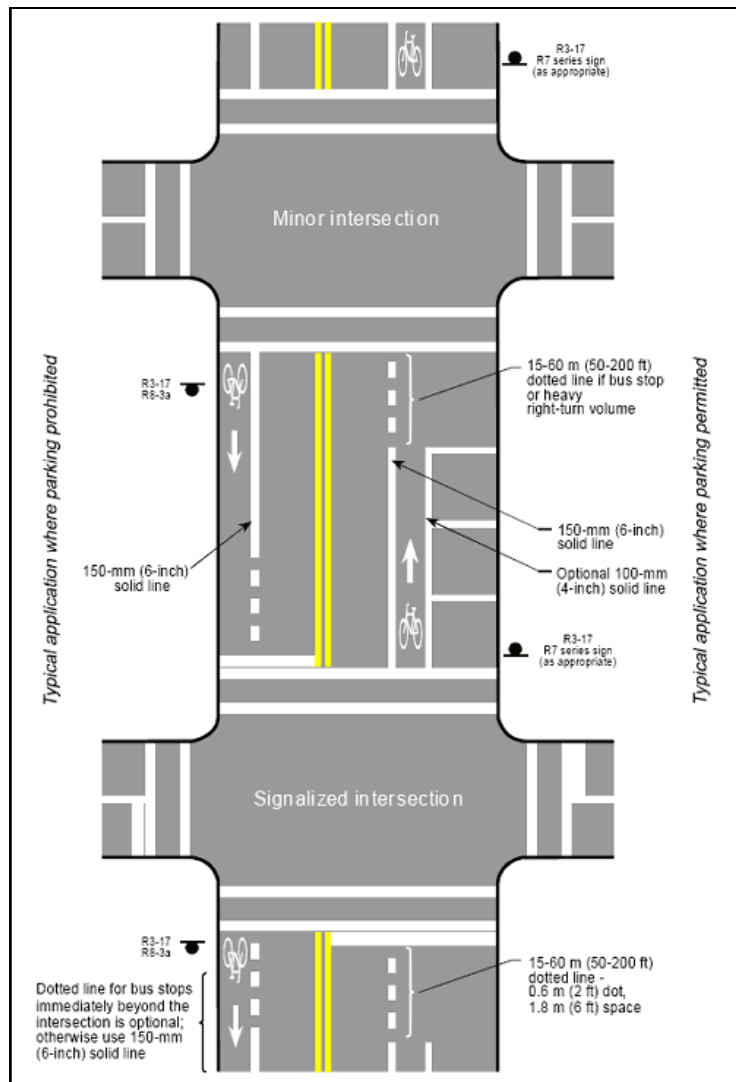 R3-17
R7 series sign
(as appropriate)
Minor intersection
Typical application where parking prohibited
R3-17
R8-3a
15-60 m (50-200 ft)
dotted line if bus stop
or heavy
right-turn volume
Typical application where parking permitted
150-mm (6-inch)
solid line
150-mm (6-inch)
solid line
Optional 100-mm
(4-inch) solid line
R3-17
R7 series sign
(as appropriate)
Signalized intersection
R3-17
R8-3a
Dotted line for bus stops
immediately beyond the
intersection is optional;
otherwise use 150-mm
(6-inch) solid line
15-60 m (50-200 ft)
dotted line -
0.6 m (2 ft) dot,
1.8 m (6 ft) space